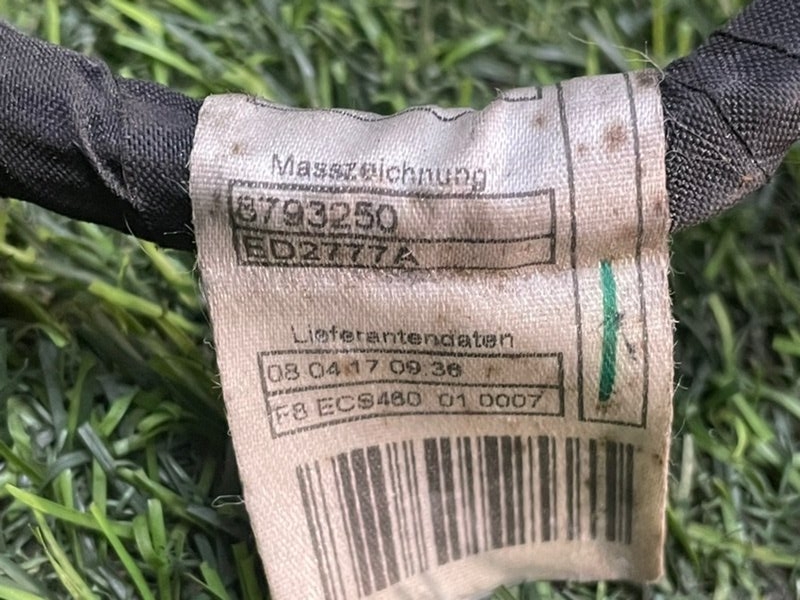 Masszeichnung
8793250
ED2777A
Lieferantendaten
08 04 17 09.36
F8 ECS460 01 0007